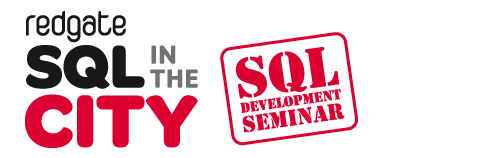 redgate
SQL IN
THE
CITY
SQL
DEVELOPMENT
SEMINAR